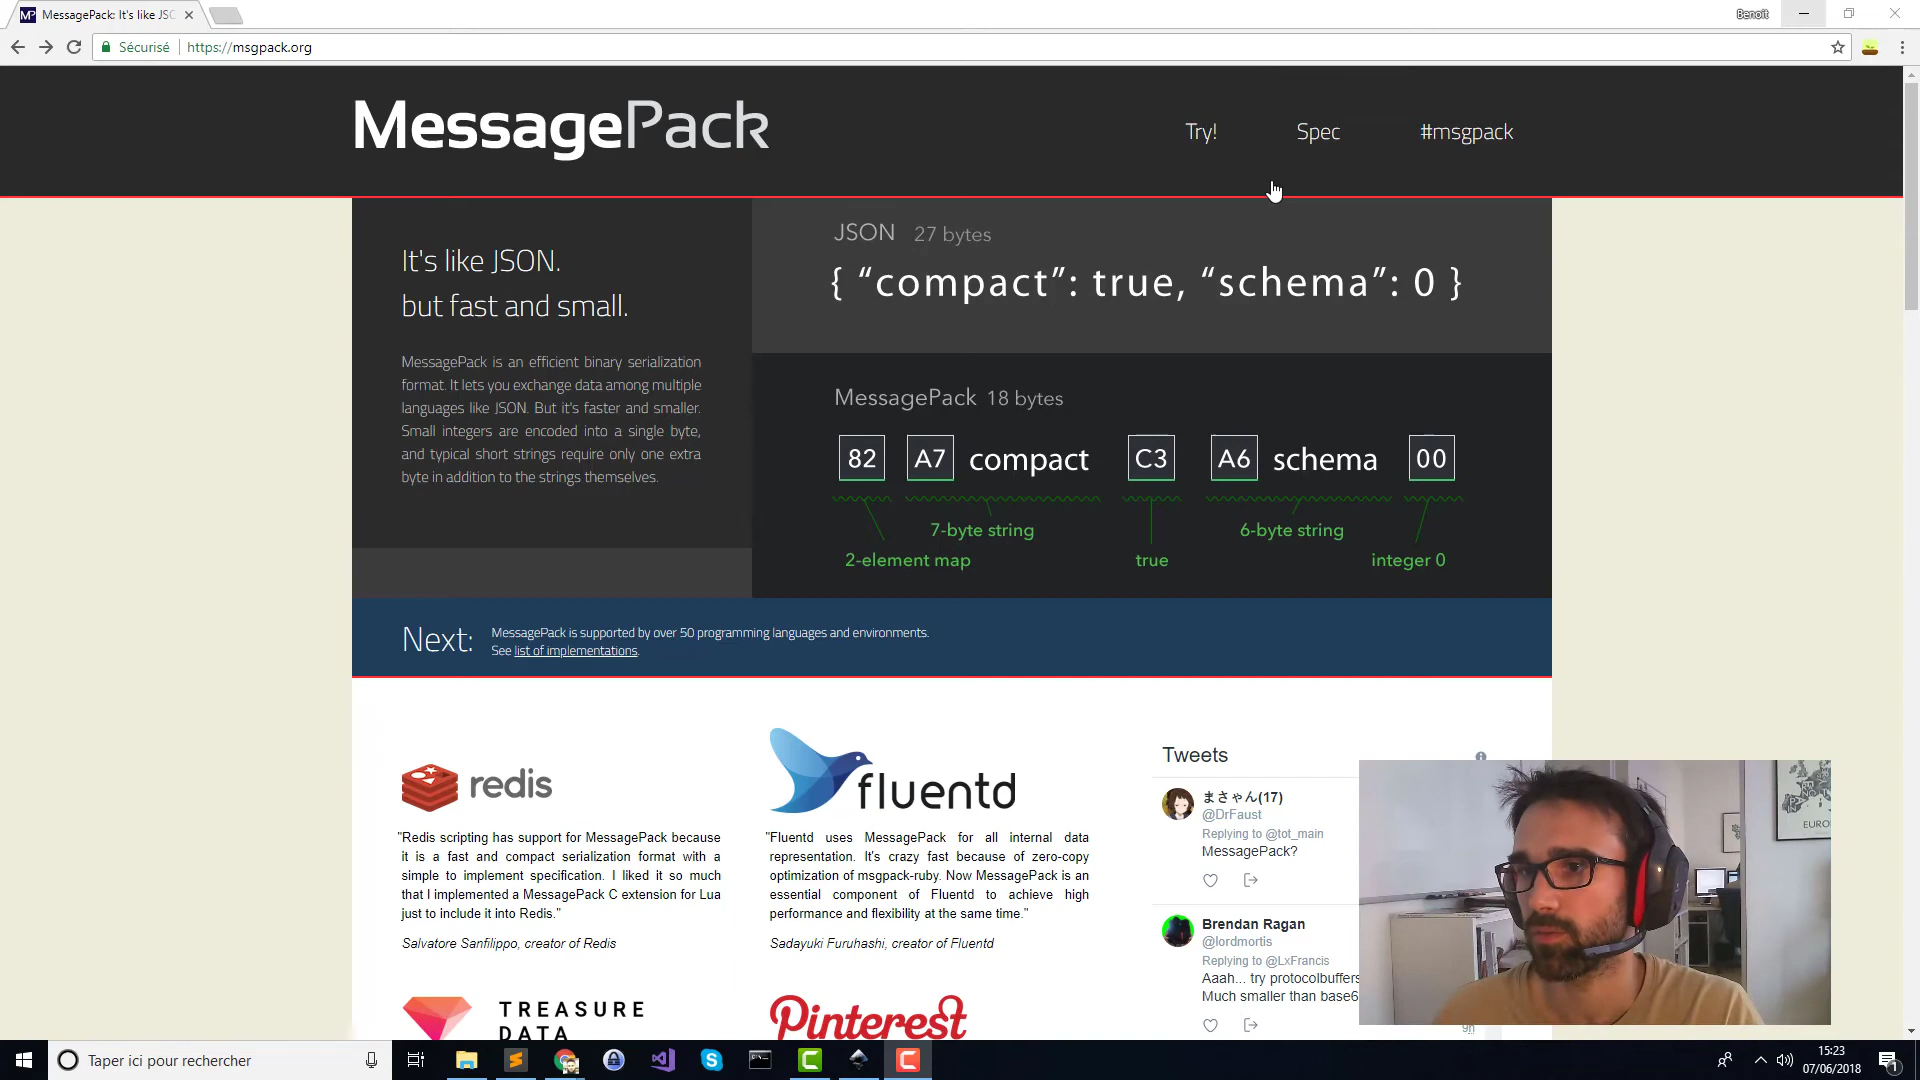 MessagePack: It's like JSO
Benoit
Sécurisé
https://msgpack.org
MessagePack
Try!
Spec
#msgpack
It's like JSON.
but fast and small.
MessagePack is an efficient binary serialization
format. It lets you exchange data among multiple
languages like JSON. But it's faster and smaller.
Small integers are encoded into a single byte,
and typical short strings require only one extra
byte in addition to the strings themselves.
JSON 27 bytes
{ “compact”: true, “schema”: 0 }
MessagePack 18 bytes
82 A7 compact C3 A6 schema 00
7-byte string 6-byte string
2-element map true integer 0
Next:
MessagePack is supported by over 50 programming languages and environments.
See list of implementations.
redis
"Redis scripting has support for MessagePack because
it is a fast and compact serialization format with a
simple to implement specification. I liked it so much
that I implemented a MessagePack C extension for Lua
just to include it into Redis."
Salvatore Sanfilippo, creator of Redis
fluentd
"Fluentd uses MessagePack for all internal data
representation. It's crazy fast because of zero-copy
optimization of msgpack-ruby. Now MessagePack is an
essential component of Fluentd to achieve high
performance and flexibility at the same time."
Sadayuki Furuhashi, creator of Fluentd
Tweets
まさゃん(17)
@DrFaust
Replying to @tot_main
MessagePack?
Brendan Ragan
@lordmortis
Replying to @LxFrancis
Aaah... try protocolbuffers
Much smaller than base6
9h
TREASURE
DATA
Pinterest
EURO
Taper ici pour rechercher
15:23
07/06/2018
1